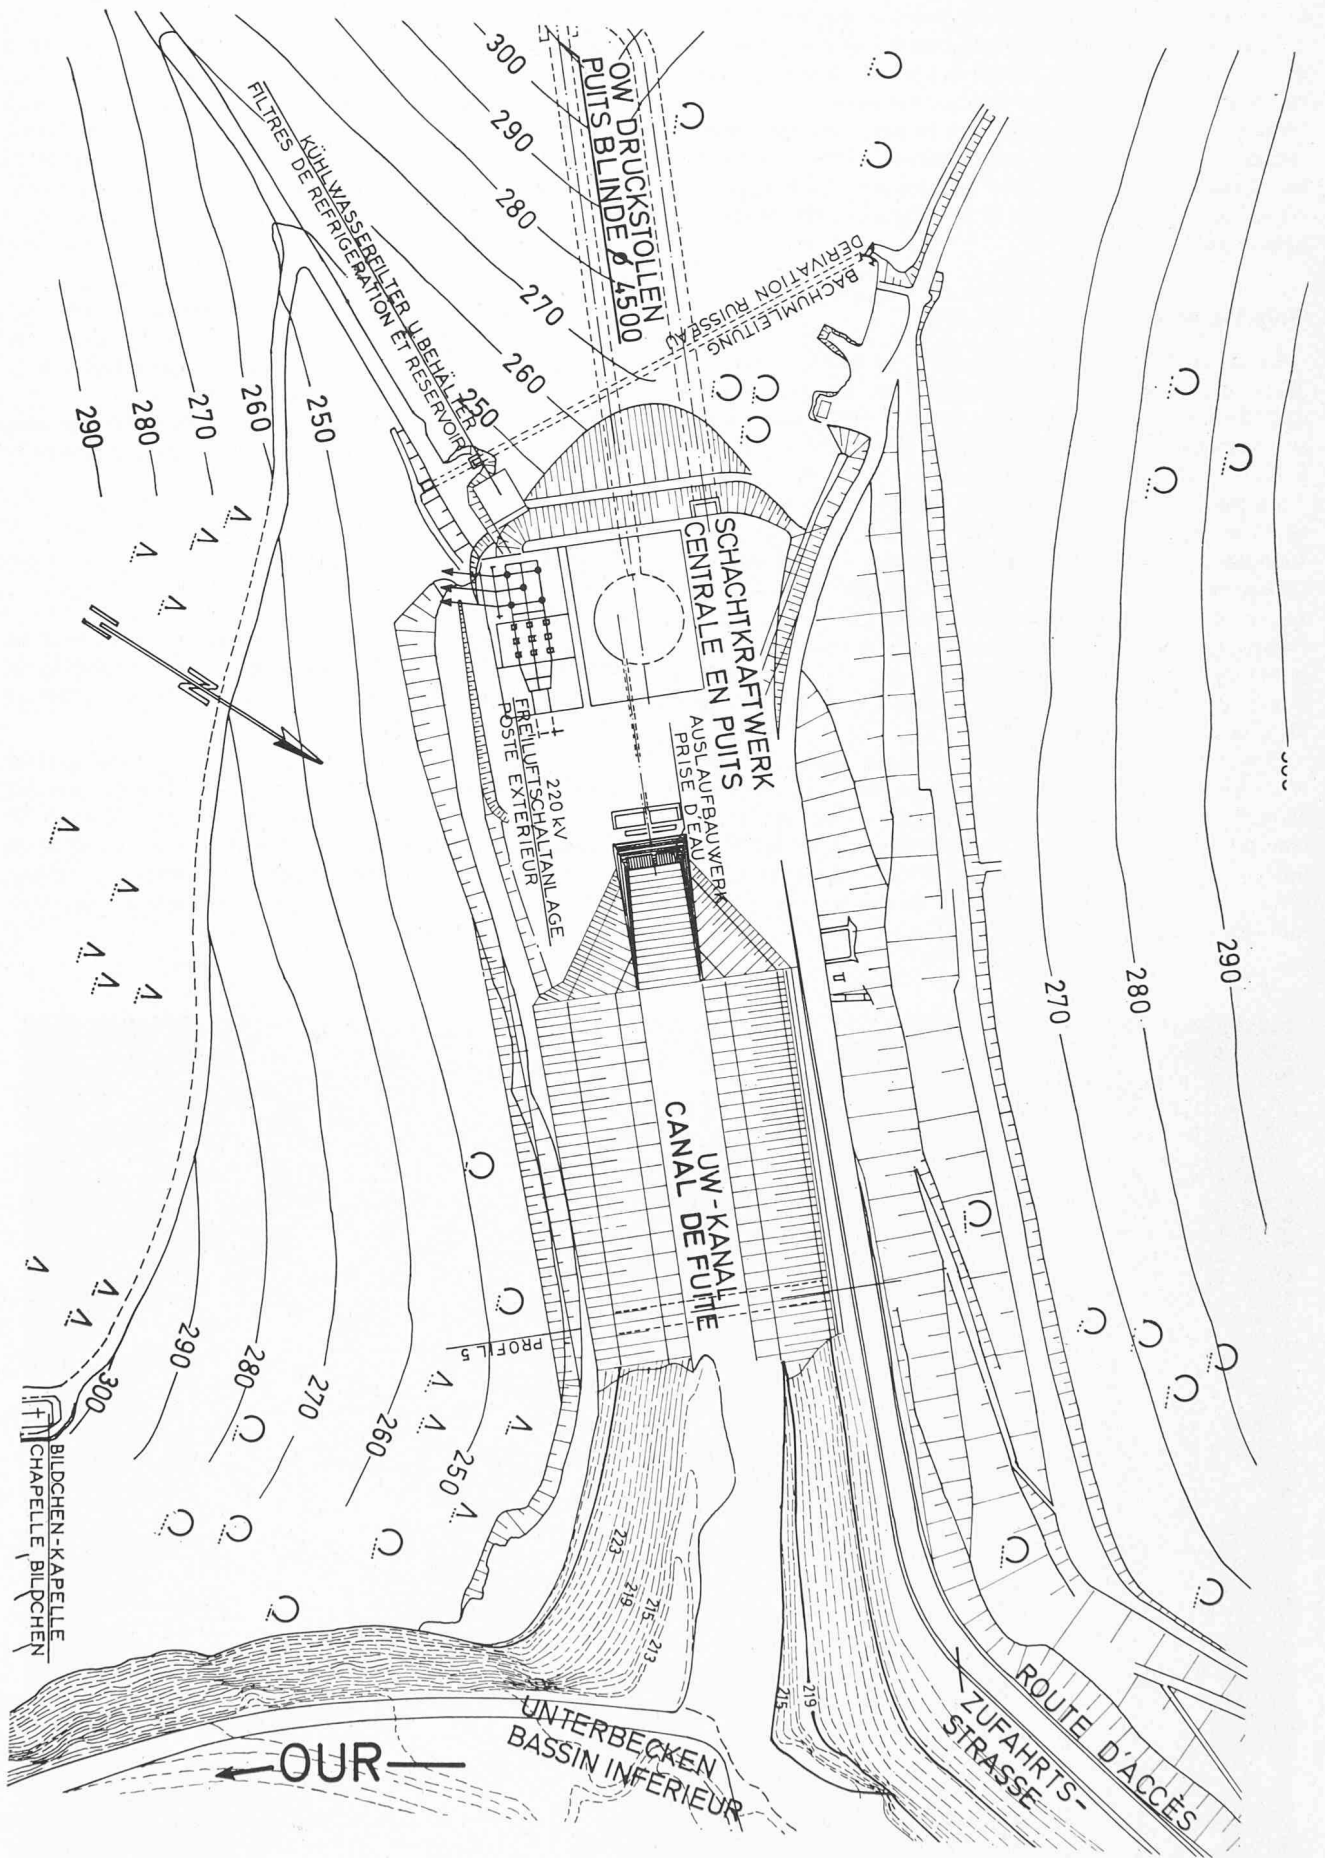 300
290
280
270
260
250
OW DRUCKSTOLLEN
PUITS BLINDE ø 4500
KÜHLWASSERFILTER U.BEHÄLTER
FILTRES DE REFRIGERATION ET RESERVOIR
BACHUMLEITUNG
DERIVATION RUISSEAU
290
280
270
260
250
SCHACHTKRAFTWERK
CENTRALE EN PUITS
AUSLAUFBAUWERK
PRISE D'EAU
220 kV
FREILUFTSCHALTANLAGE
POSTE EXTERIEUR
N
270
280
290
UW-KANAL
CANAL DE FUITE
PROFIL 5
300
290
280
270
260
250
BILDCHEN-KAPELLE
CHAPELLE BILDCHEN
223
219
215
213
219
215
UNTERBECKEN
BASSIN INFERIEUR
OUR
ROUTE D'ACCÈS
ZUFAHRTS-
STRASSE